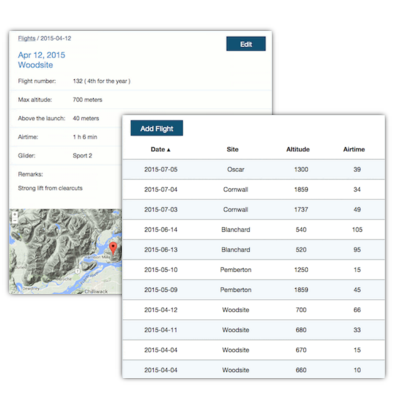 Flights / 2015-04-12
Edit
Apr 12, 2015
Woodsite
Flight number: 132 ( 4th for the year )
Max altitude: 700 meters
Above the launch: 40 meters
Airtime: 1 h 6 min
Glider: Sport 2
Remarks:
Strong lift from clearcuts
Chilliwack
Add Flight
Date ▴ Site Altitude Airtime
2015-07-05 Oscar 1300 39
2015-07-04 Cornwall 1859 34
2015-07-03 Cornwall 1737 49
2015-06-14 Blanchard 540 105
2015-06-13 Blanchard 520 95
2015-05-10 Pemberton 1250 15
2015-05-09 Pemberton 1859 45
2015-04-12 Woodsite 700 66
2015-04-11 Woodsite 680 33
2015-04-04 Woodsite 670 15
2015-04-04 Woodsite 660 10